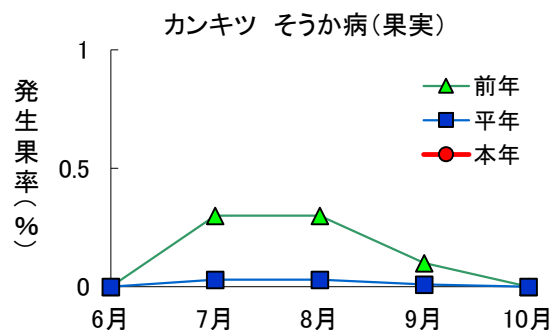 カンキツ　そうか病(果実)
発生果率(%)
1
0.5
0
前年
平年
本年
6月
7月
8月
9月
10月